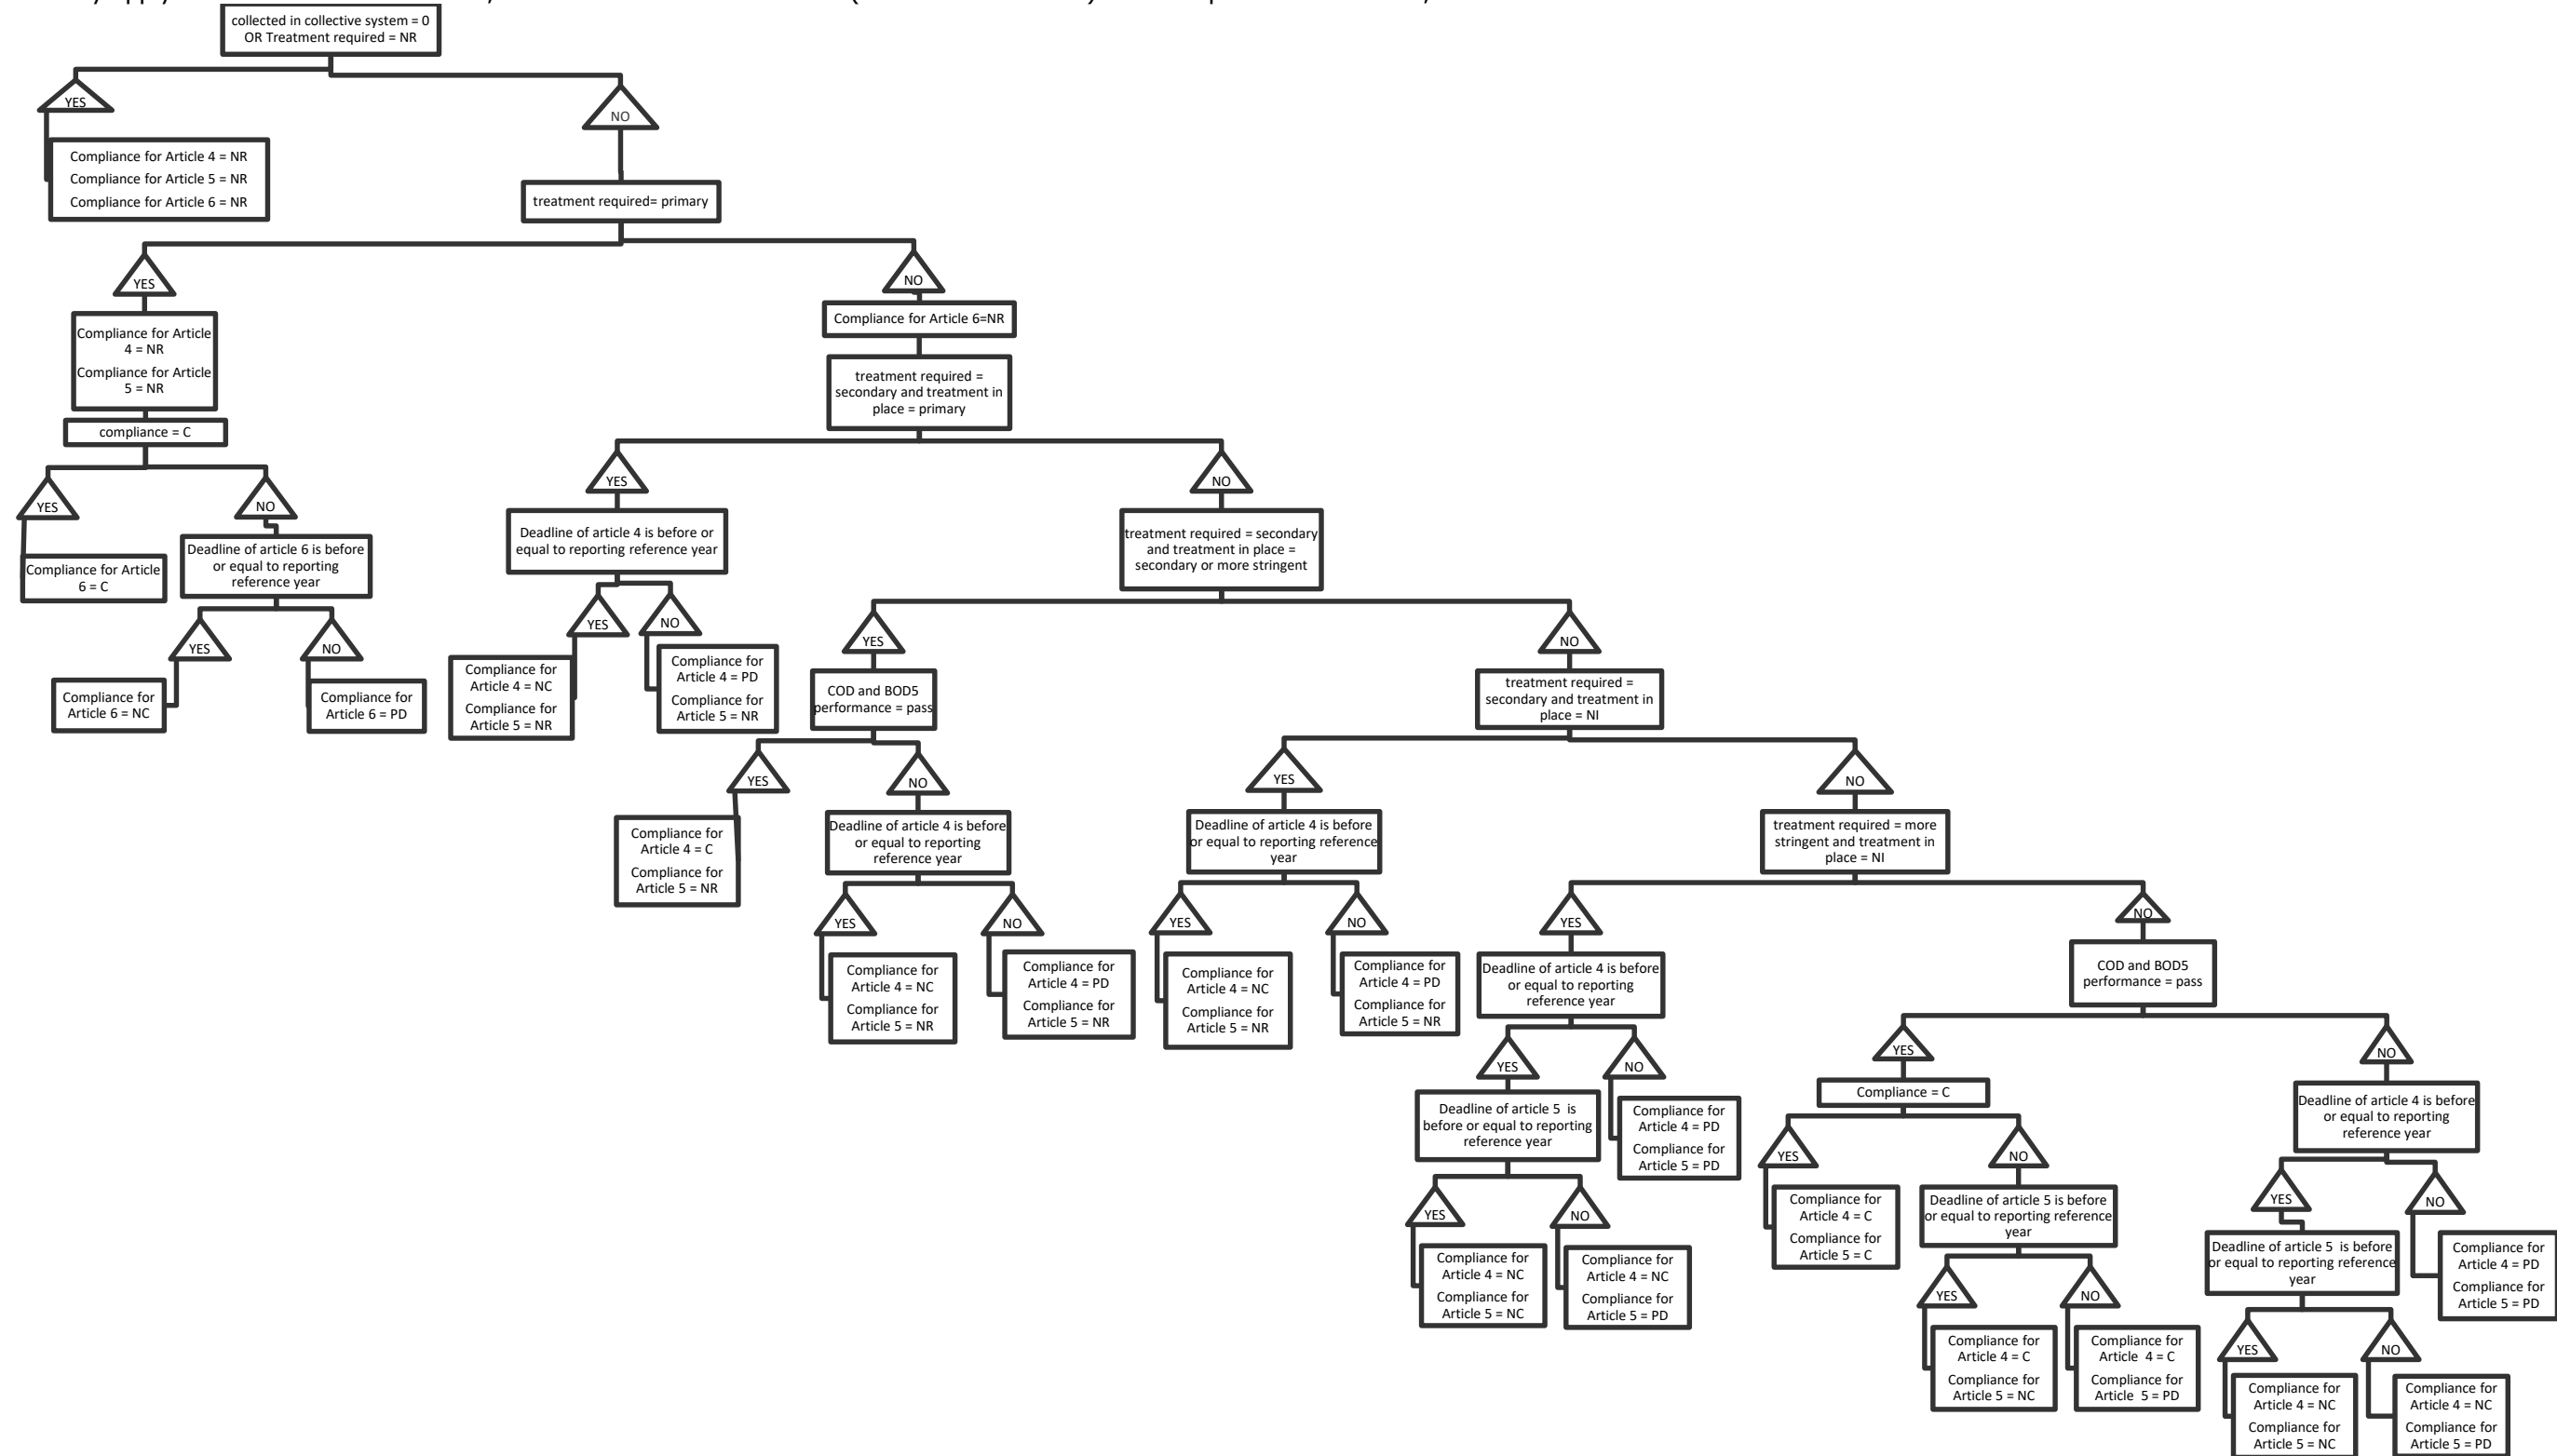 collected in collective system = 0
OR Treatment required = NR
YES
NO
Compliance for Article 4 = NR
Compliance for Article 5 = NR
Compliance for Article 6 = NR
treatment required= primary
YES
NO
Compliance for Article
4 = NR
Compliance for Article
5 = NR
Compliance for Article 6=NR
treatment required =
secondary and treatment in
place = primary
compliance = C
YES
NO
YES
NO
Compliance for Article
6 = C
Deadline of article 6 is before
or equal to reporting
reference year
Deadline of article 4 is before or
equal to reporting reference year
treatment required = secondary
and treatment in place =
secondary or more stringent
YES
NO
YES
NO
YES
NO
Compliance for
Article 6 = NC
Compliance for
Article 6 = PD
Compliance for
Article 4 = NC
Compliance for
Article 5 = NR
Compliance for
Article 4 = PD
Compliance for
Article 5 = NR
COD and BOD5
performance = pass
treatment required =
secondary and treatment in
place = NI
YES
NO
YES
NO
Compliance for
Article 4 = C
Compliance for
Article 5 = NR
Deadline of article 4 is before
or equal to reporting
reference year
Deadline of article 4 is before
or equal to reporting reference
year
treatment required = more
stringent and treatment in
place = NI
YES
NO
YES
NO
YES
NO
Compliance for
Article 4 = NC
Compliance for
Article 5 = NR
Compliance for
Article 4 = PD
Compliance for
Article 5 = NR
Compliance for
Article 4 = NC
Compliance for
Article 5 = NR
Compliance for
Article 4 = PD
Compliance for
Article 5 = NR
Deadline of article 4 is before
or equal to reporting
reference year
COD and BOD5
performance = pass
YES
NO
YES
NO
Deadline of article 5 is
before or equal to reporting
reference year
Compliance for
Article 4 = PD
Compliance for
Article 5 = PD
Compliance = C
Deadline of article 4 is before
or equal to reporting
reference year
YES
NO
YES
NO
YES
NO
Compliance for
Article 4 = NC
Compliance for
Article 5 = NC
Compliance for
Article 4 = NC
Compliance for
Article 5 = PD
Compliance for
Article 4 = C
Compliance for
Article 5 = C
Deadline of article 5 is before
or equal to reporting reference
year
Deadline of article 5 is before
or equal to reporting reference
year
Compliance for
Article 4 = PD
Compliance for
Article 5 = PD
YES
NO
YES
NO
Compliance for
Article 4 = C
Compliance for
Article 5 = NC
Compliance for
Article 4 = C
Compliance for
Article 5 = PD
Compliance for
Article 4 = NC
Compliance for
Article 5 = NC
Compliance for
Article 4 = NC
Compliance for
Article 5 = PD